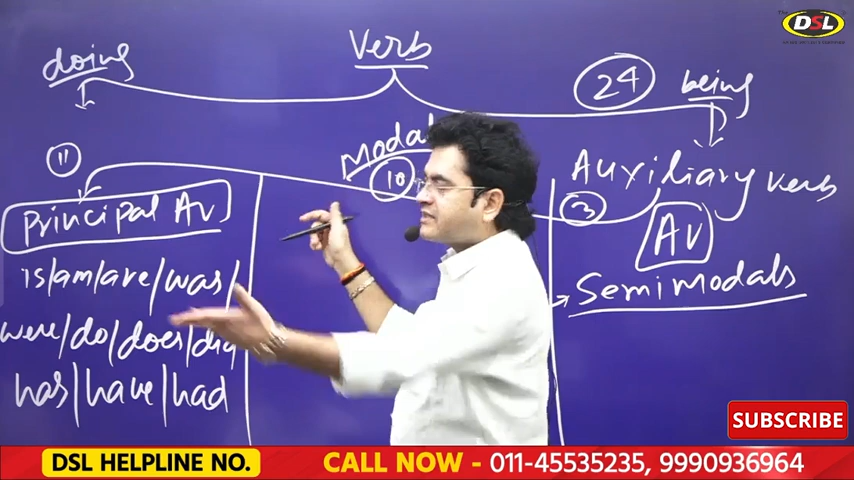 DSL
verb
doing
24
being
Modal
11
10
Auxiliary verb
3
Principal Av
Av
is/am/are/was/
Semimodals
were/do/does/did
has/have/had
SUBSCRIBE
DSL HELPLINE NO.
CALL NOW - 011-45535235, 9990936964